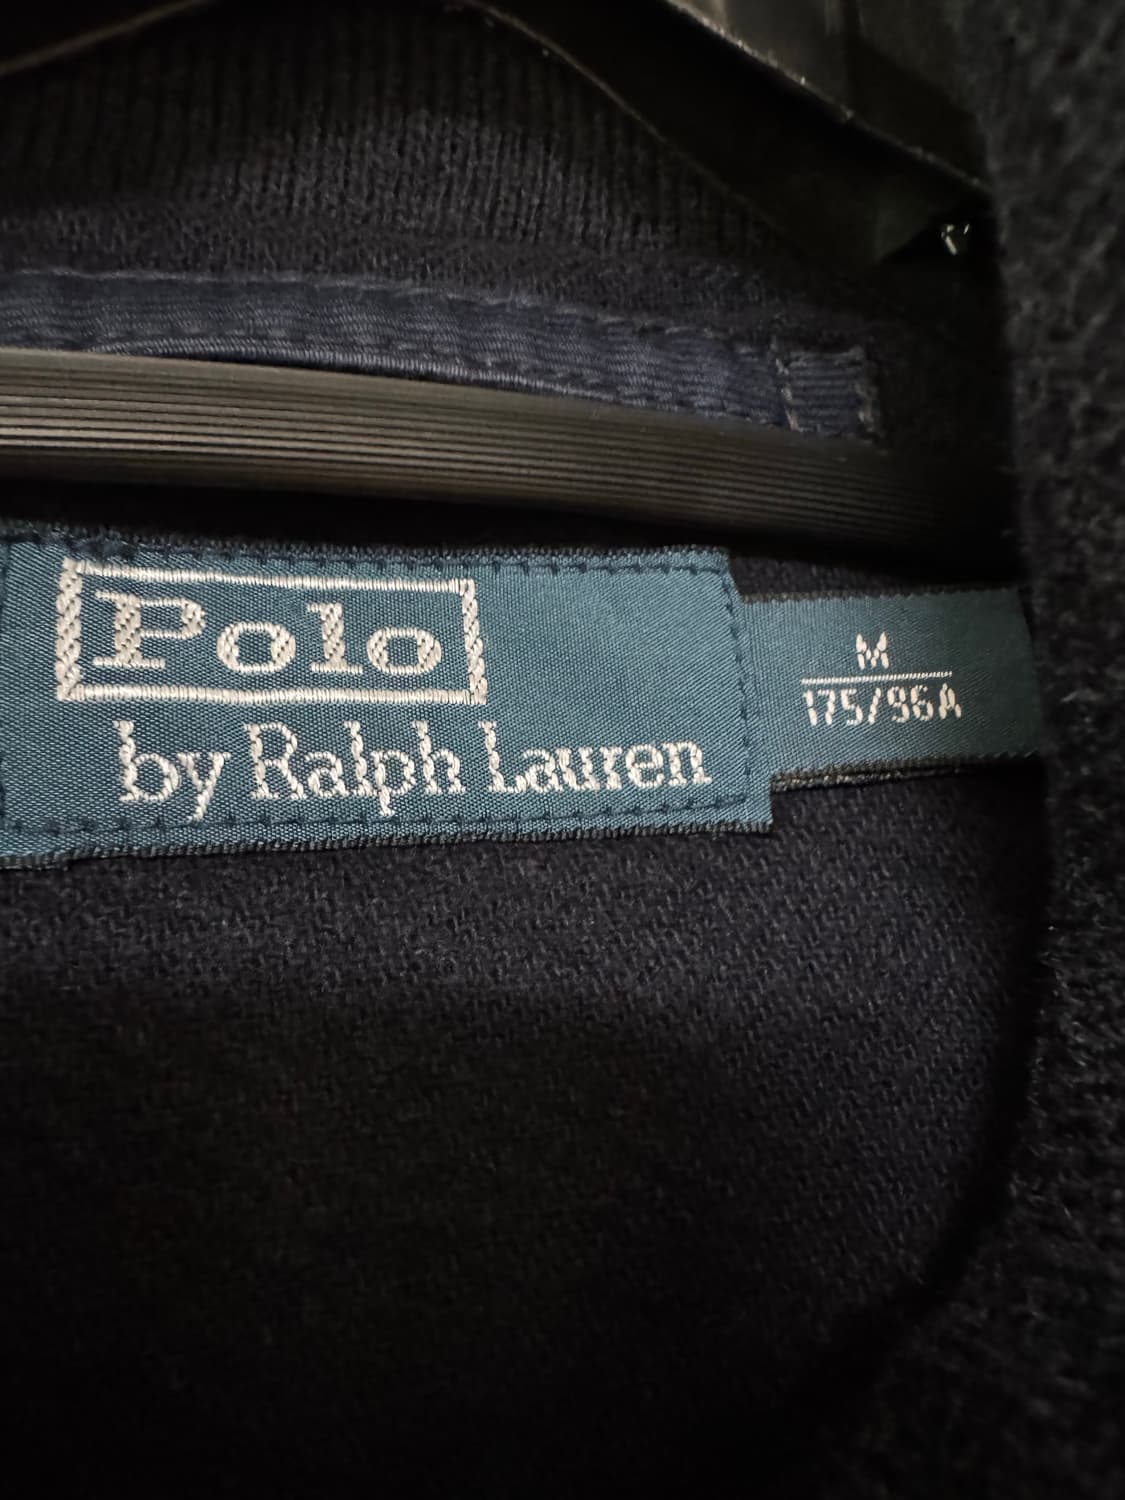 Polo
by Ralph Lauren
M
175/96A